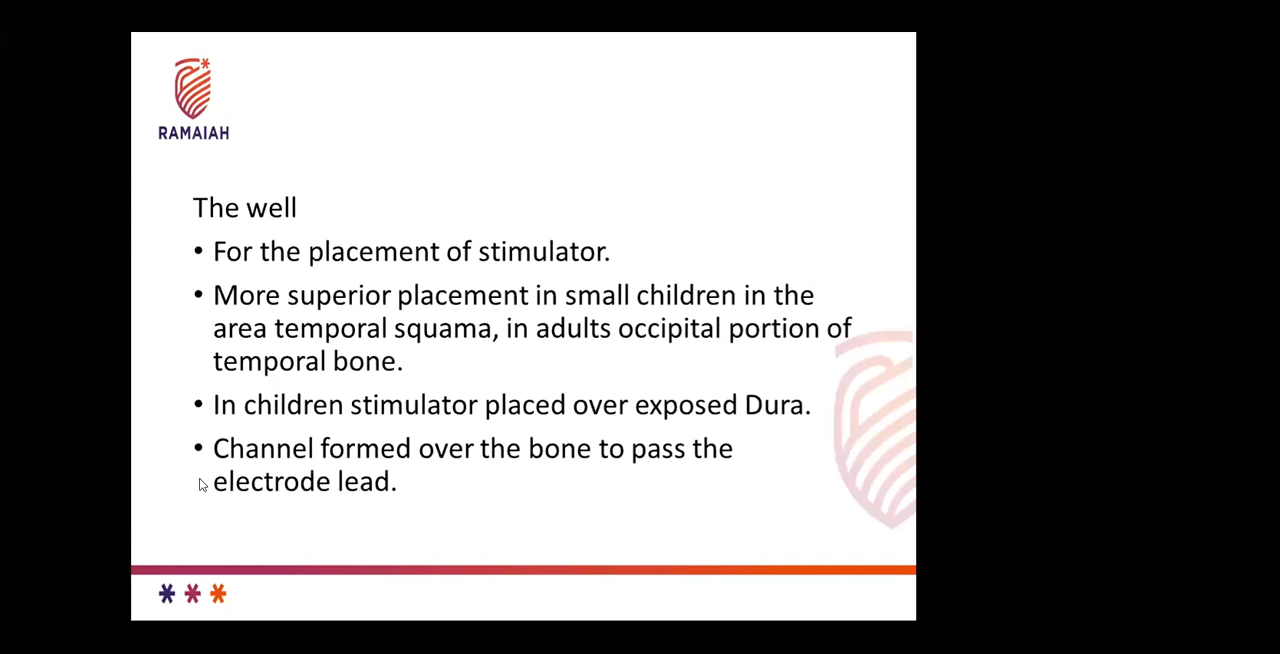 RAMAIAH
The well
• For the placement of stimulator.
• More superior placement in small children in the
area temporal squama, in adults occipital portion of
temporal bone.
• In children stimulator placed over exposed Dura.
• Channel formed over the bone to pass the
electrode lead.